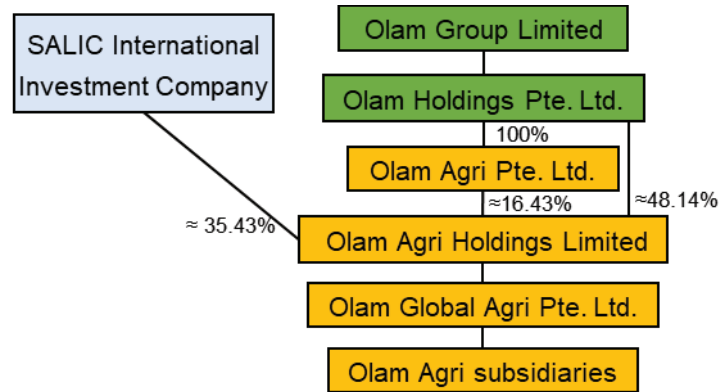 SALIC International
Investment Company
Olam Group Limited
Olam Holdings Pte. Ltd.
100%
Olam Agri Pte. Ltd.
≈16.43%
≈48.14%
≈ 35.43%
Olam Agri Holdings Limited
Olam Global Agri Pte. Ltd.
Olam Agri subsidiaries